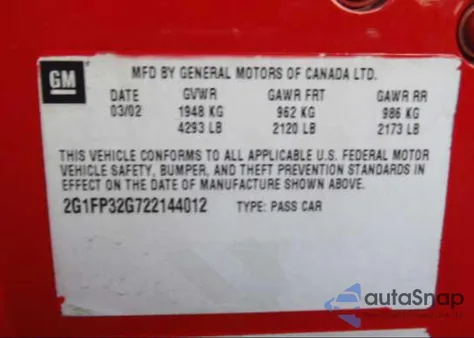 GM
MFD BY GENERAL MOTORS OF CANADA LTD.
DATE GVWR GAWR FRT GAWR RR
03/02 1948 KG 962 KG 986 KG
4293 LB 2120 LB 2173 LB
THIS VEHICLE CONFORMS TO ALL APPLICABLE U.S. FEDERAL MOTOR
VEHICLE SAFETY, BUMPER, AND THEFT PREVENTION STANDARDS IN
EFFECT ON THE DATE OF MANUFACTURE SHOWN ABOVE.
2G1FP32G722144012 TYPE: PASS CAR
autaSnap